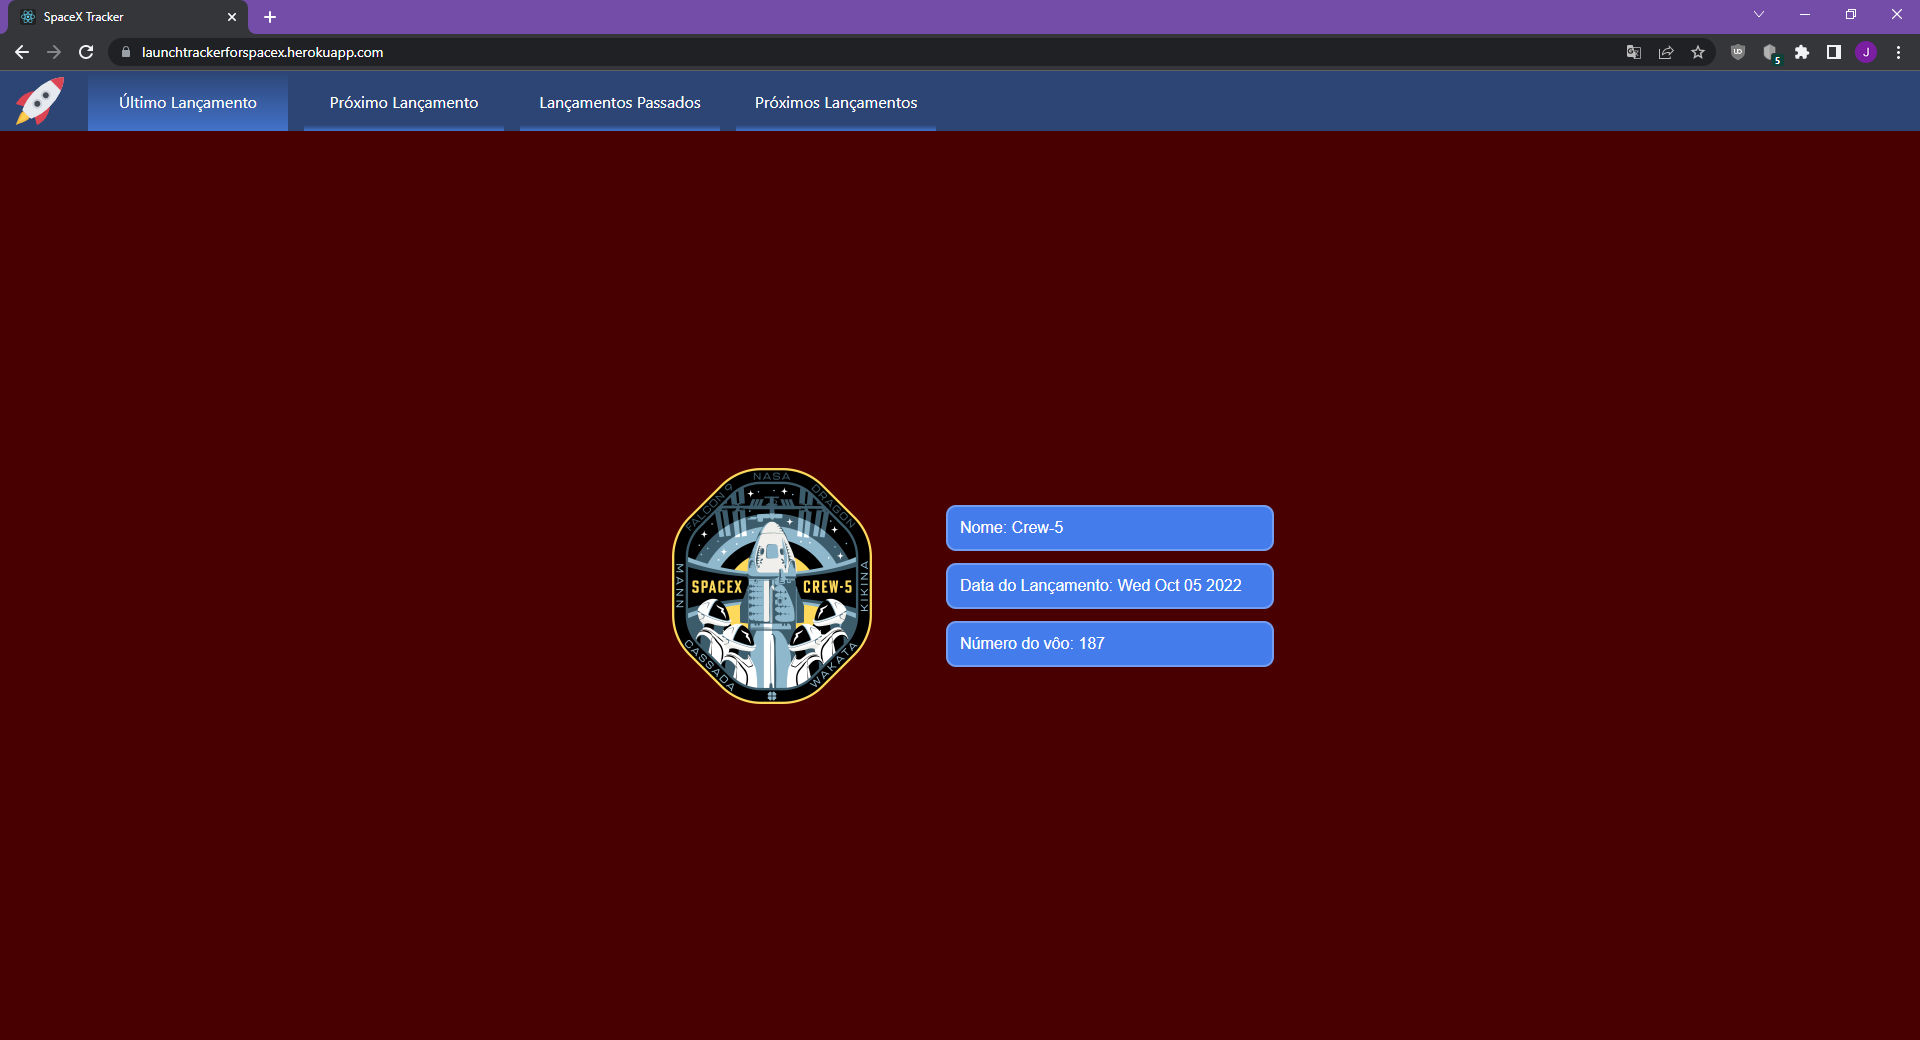 SpaceX Tracker
launchtrackerforspacex.herokuapp.com
5
J
Último Lançamento
Próximo Lançamento
Lançamentos Passados
Próximos Lançamentos
NASA
FALCON 9
DRAGON
MANN
SPACEX
CREW-5
KIKINA
CASSADA
WAKATA
Nome: Crew-5
Data do Lançamento: Wed Oct 05 2022
Número do vôo: 187